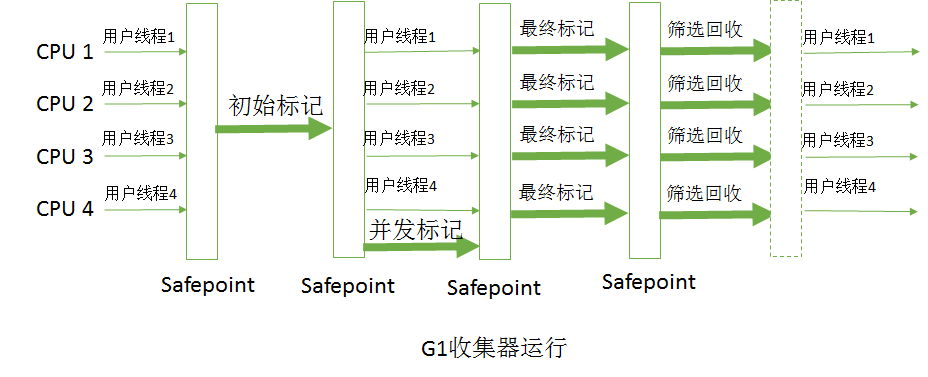 CPU 1 用户线程1 用户线程1 最终标记 筛选回收 用户线程1
CPU 2 用户线程2 用户线程2 最终标记 筛选回收 用户线程2
初始标记
CPU 3 用户线程3 用户线程3 最终标记 筛选回收 用户线程3
CPU 4 用户线程4 用户线程4 最终标记 筛选回收 用户线程4
并发标记
Safepoint Safepoint Safepoint Safepoint
G1收集器运行